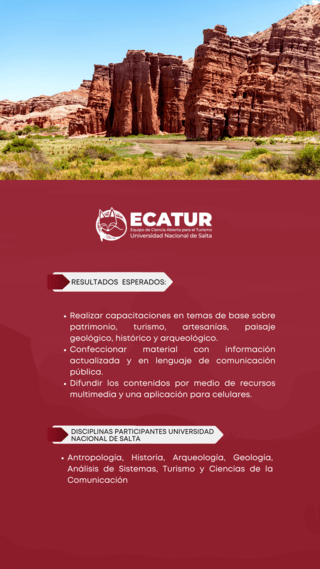 ECATUR
Equipo de Ciencia Abierta para el Turismo
Universidad Nacional de Salta
RESULTADOS ESPERADOS:
• Realizar capacitaciones en temas de base sobre
patrimonio, turismo, artesanías, paisaje
geológico, histórico y arqueológico.
• Confeccionar material con información
actualizada y en lenguaje de comunicación
pública.
• Difundir los contenidos por medio de recursos
multimedia y una aplicación para celulares.
DISCIPLINAS PARTICIPANTES UNIVERSIDAD
NACIONAL DE SALTA
• Antropología, Historia, Arqueología, Geología,
Análisis de Sistemas, Turismo y Ciencias de la
Comunicación